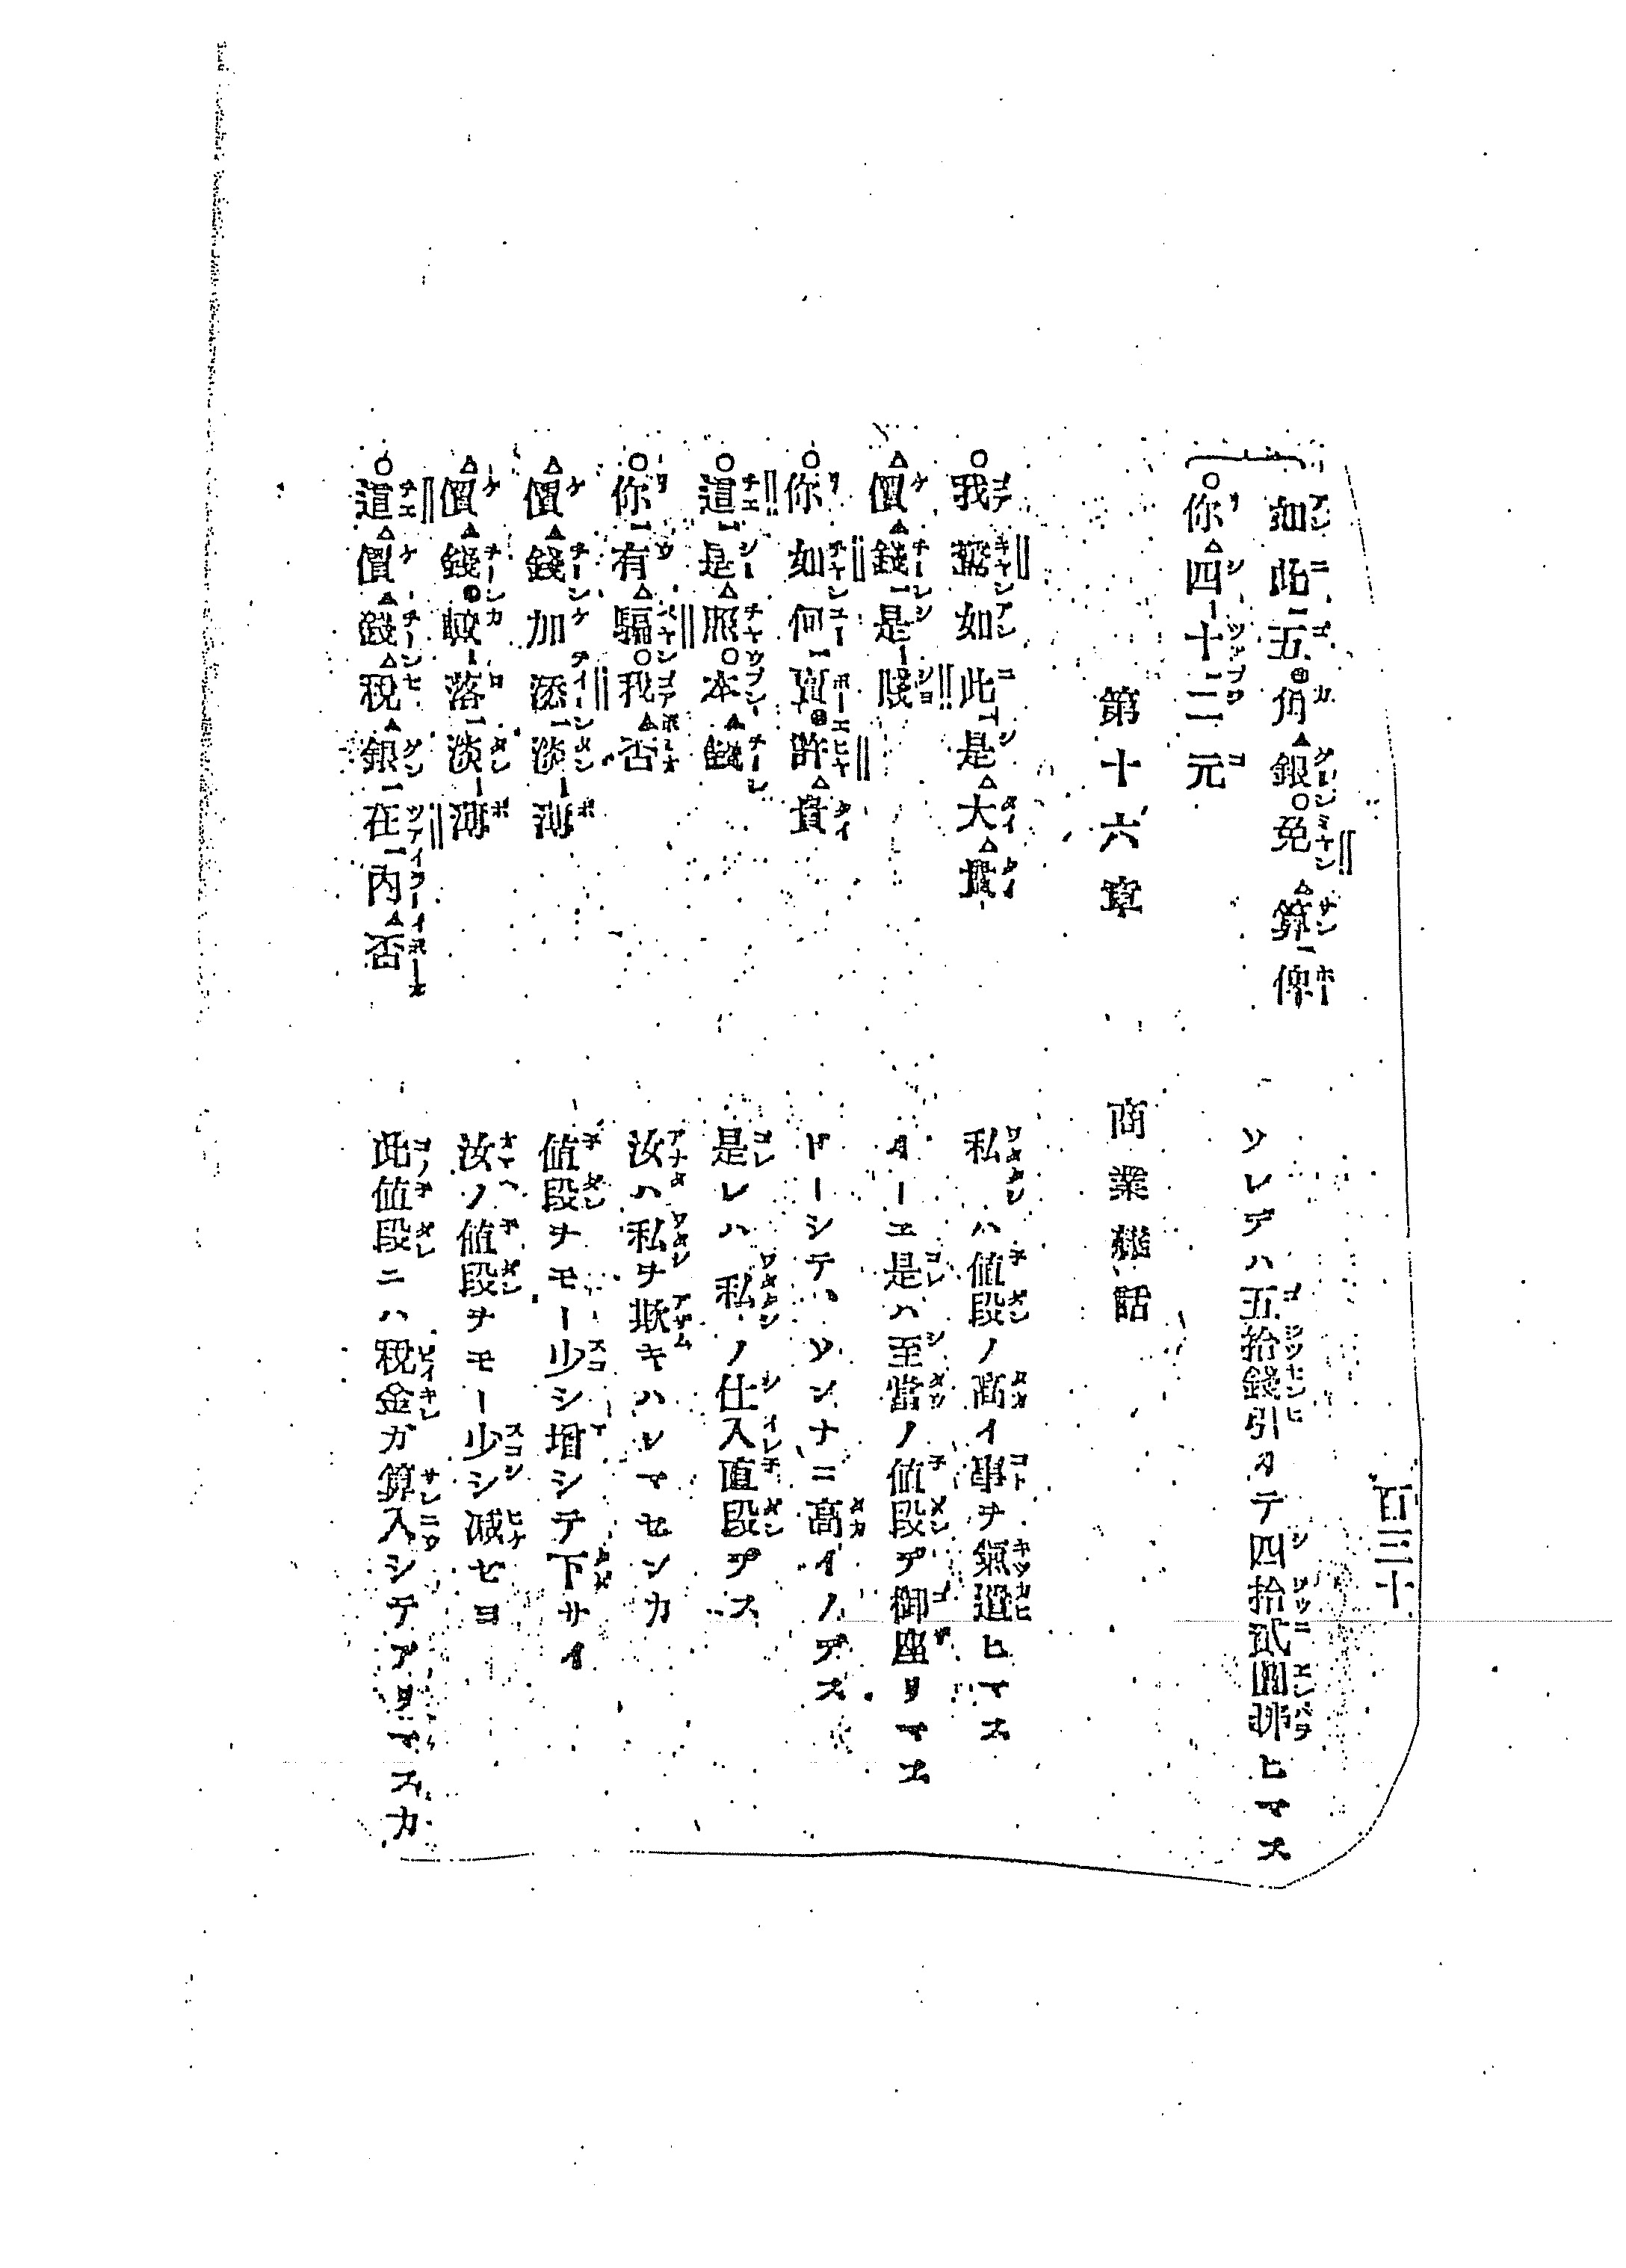 百三十
如此五角銀免算俾
你四十二元
ソレデハ五拾錢引タテ四拾貳圓拂ヒマス
第十六章 商業雜話
我驚如此是大貴
私ハ値段ノ高イ事ヲ氣遣ヒマス
價錢是賤
イーエ是ハ至當ノ値段デ御座リマス
你如何賣許貴
ドーシテソンナニ高イノデス
這是照本錢
是レハ私ノ仕入直段デス
你有騙我否
汝ハ私ヲ欺キハシマセンカ
價錢加添淡薄
値段ヲモー少シ増シテ下サイ
價錢較落淡薄
汝ノ値段ヲモー少シ减セヨ
這價錢稅銀在內否
此値段ニハ稅金ガ算入シテアリマスカ